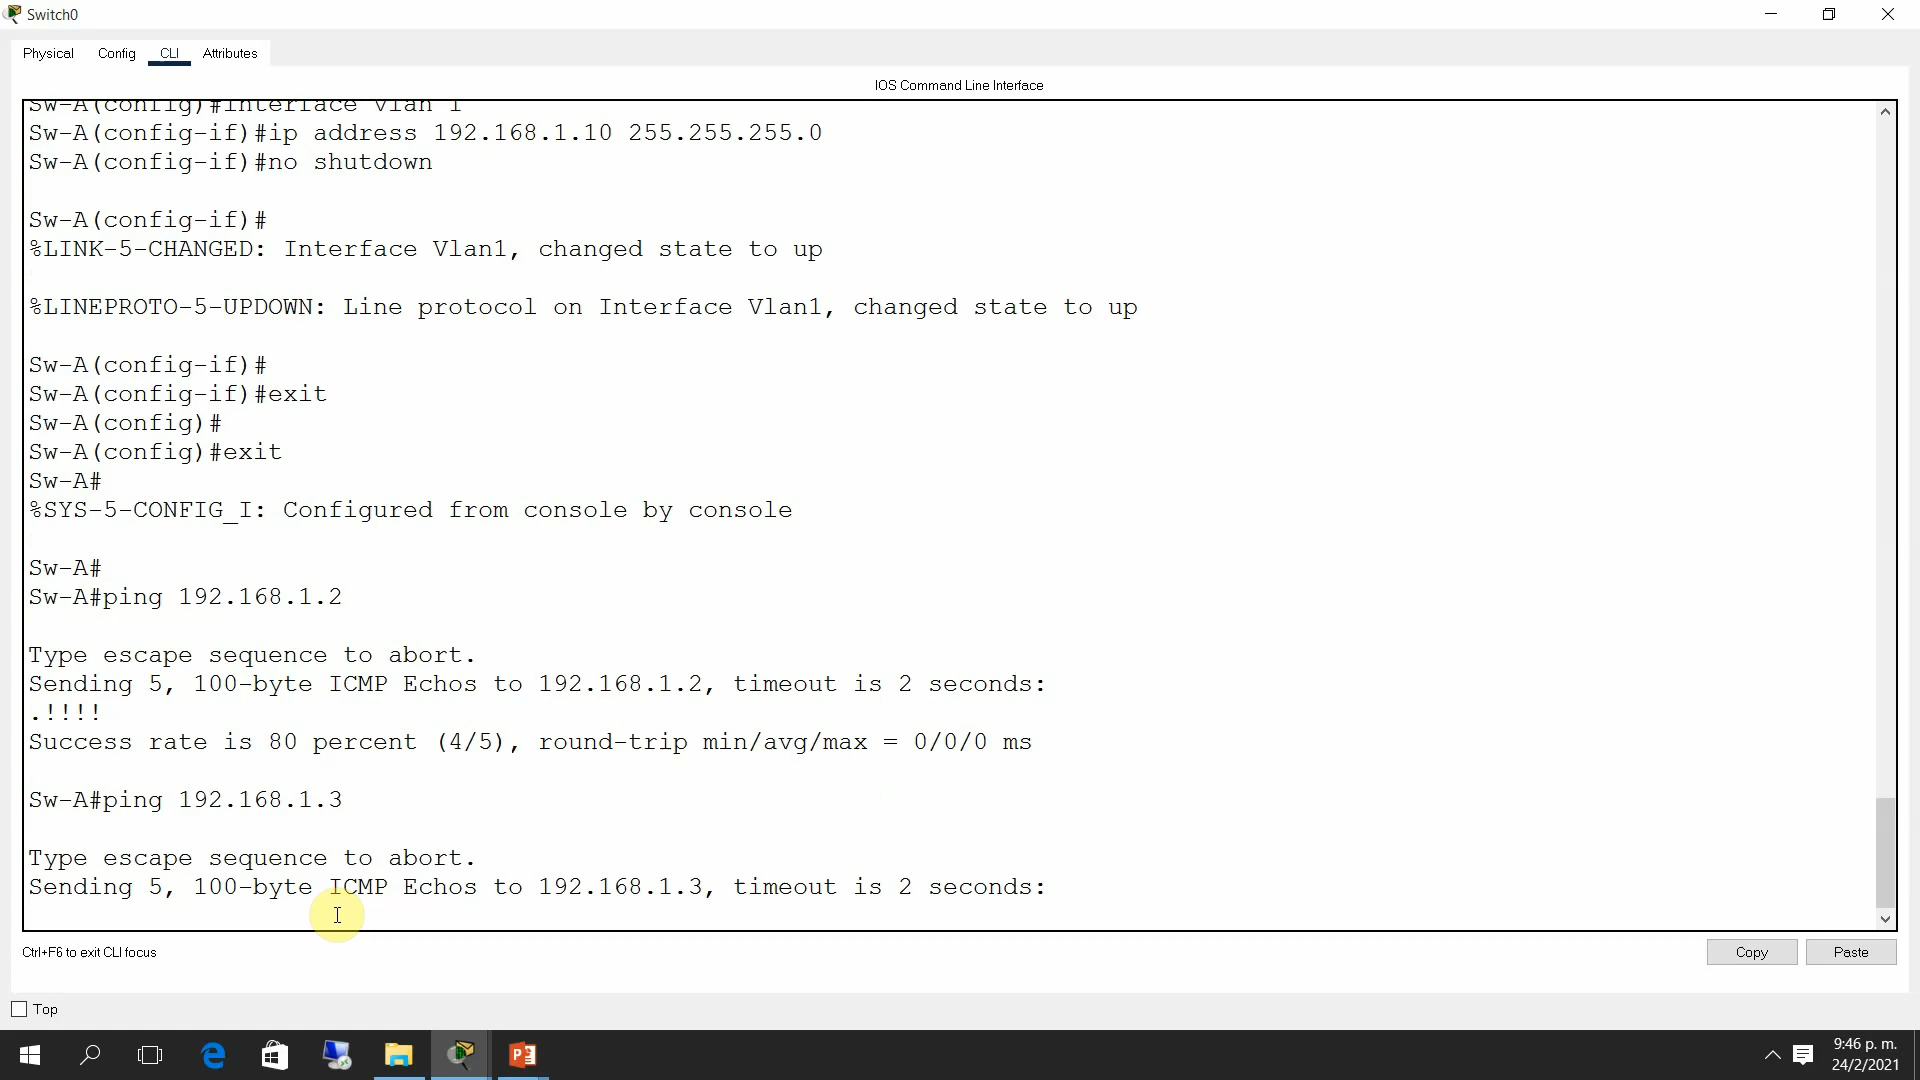 Switch0
Physical Config CLI Attributes
IOS Command Line Interface
Sw-A(config)#interface vlan 1
Sw-A(config-if)#ip address 192.168.1.10 255.255.255.0
Sw-A(config-if)#no shutdown
Sw-A(config-if)#
%LINK-5-CHANGED: Interface Vlan1, changed state to up
%LINEPROTO-5-UPDOWN: Line protocol on Interface Vlan1, changed state to up
Sw-A(config-if)#
Sw-A(config-if)#exit
Sw-A(config)#
Sw-A(config)#exit
Sw-A#
%SYS-5-CONFIG_I: Configured from console by console
Sw-A#
Sw-A#ping 192.168.1.2
Type escape sequence to abort.
Sending 5, 100-byte ICMP Echos to 192.168.1.2, timeout is 2 seconds:
.!!!!
Success rate is 80 percent (4/5), round-trip min/avg/max = 0/0/0 ms
Sw-A#ping 192.168.1.3
Type escape sequence to abort.
Sending 5, 100-byte ICMP Echos to 192.168.1.3, timeout is 2 seconds:
Ctrl+F6 to exit CLI focus
Copy Paste
Top
9:46 p. m.
24/2/2021